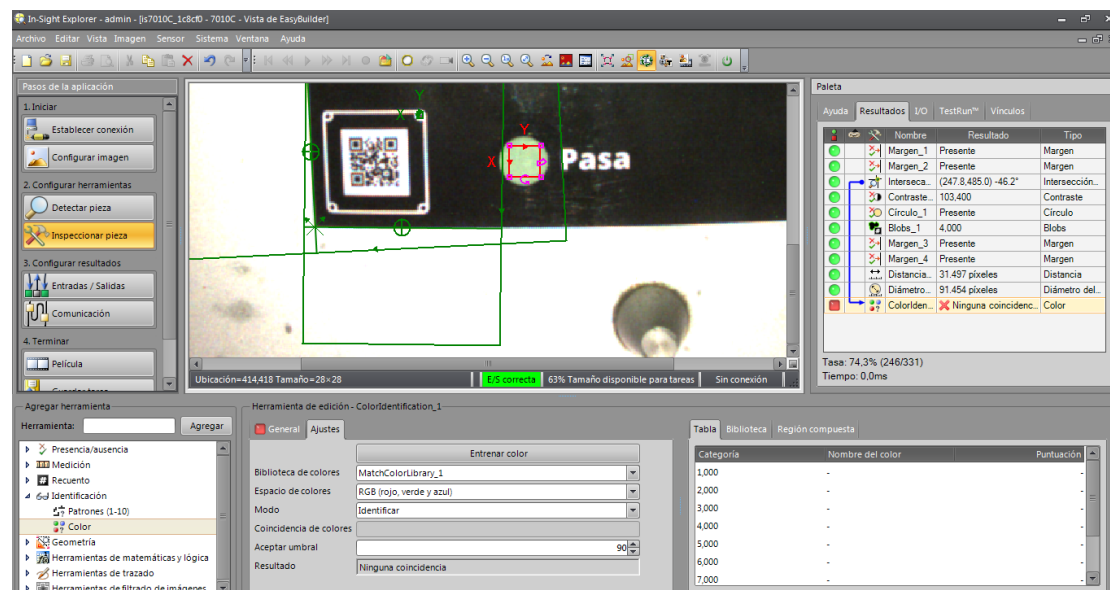 In-Sight Explorer - admin - [is7010C_1c8cf0 - 7010C - Vista de EasyBuilder]
Archivo Editar Vista Imagen Sensor Sistema Ventana Ayuda
Pasos de la aplicación
1. Iniciar
Establecer conexión
Configurar imagen
2. Configurar herramientas
Detectar pieza
Inspeccionar pieza
3. Configurar resultados
Entradas / Salidas
Comunicación
4. Terminar
Película
Y
X
Y
X
Pasa
Ubicación=414,418 Tamaño=28×28
E/S correcta
63% Tamaño disponible para tareas
Sin conexión
Paleta
Ayuda Resultados I/O TestRun™ Vínculos
Nombre Resultado Tipo
Margen_1 Presente Margen
Margen_2 Presente Margen
Interseca... (247.8,485.0) -46.2° Intersección...
Contraste... 103,400 Contraste
Círculo_1 Presente Círculo
Blobs_1 4,000 Blobs
Margen_3 Presente Margen
Margen_4 Presente Margen
Distancia... 31.497 píxeles Distancia
Diámetro... 91.454 píxeles Diámetro del...
ColorIden... Ninguna coincidenc... Color
Tasa: 74,3% (246/331)
Tiempo: 0,0ms
Agregar herramienta
Herramienta: Agregar
Presencia/ausencia
Medición
Recuento
Identificación
Patrones (1-10)
Color
Geometría
Herramientas de matemáticas y lógica
Herramientas de trazado
Herramientas de filtrado de imágenes
Herramienta de edición - ColorIdentification_1
General Ajustes
Entrenar color
Biblioteca de colores MatchColorLibrary_1
Espacio de colores RGB (rojo, verde y azul)
Modo Identificar
Coincidencia de colores
Aceptar umbral 90
Resultado Ninguna coincidencia
Tabla Biblioteca Región compuesta
Categoría Nombre del color Puntuación
1,000 - -
2,000 - -
3,000 - -
4,000 - -
5,000 - -
6,000 - -
7,000 - -